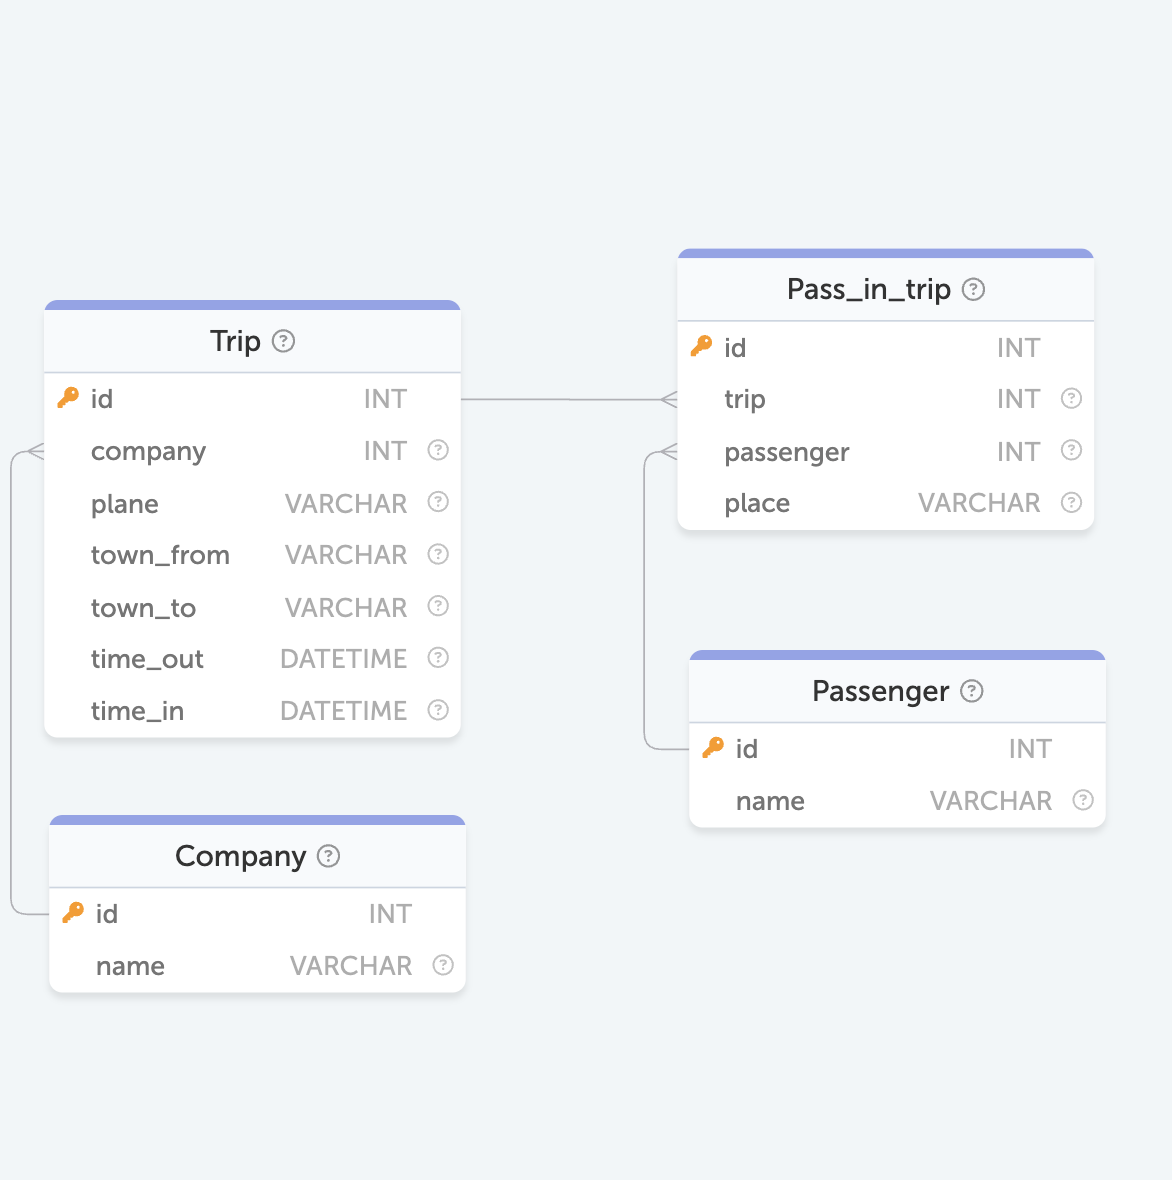 Trip ?
id INT
company INT ?
plane VARCHAR ?
town_from VARCHAR ?
town_to VARCHAR ?
time_out DATETIME ?
time_in DATETIME ?
Company ?
id INT
name VARCHAR ?
Pass_in_trip ?
id INT
trip INT ?
passenger INT ?
place VARCHAR ?
Passenger ?
id INT
name VARCHAR ?